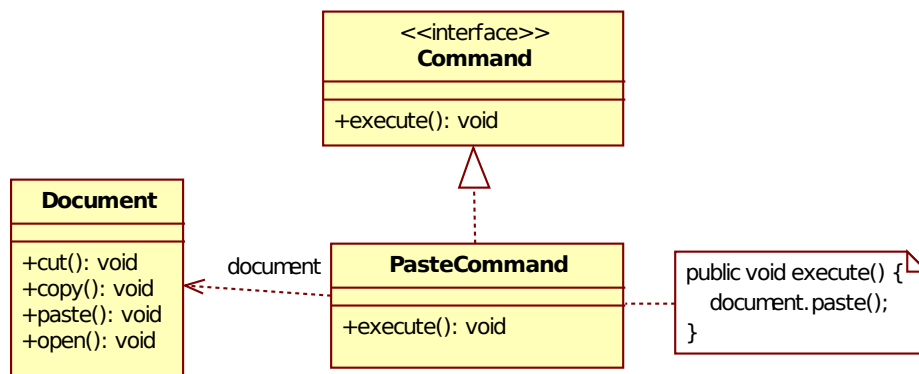 <<interface>>
Command
+execute(): void
Document
+cut(): void
+copy(): void
+paste(): void
+open(): void
document
PasteCommand
+execute(): void
public void execute() {
document.paste();
}